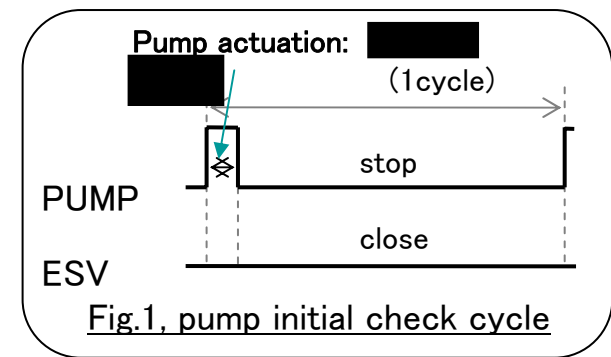 Pump actuation:
(1cycle)
stop
PUMP
close
ESV
Fig.1, pump initial check cycle